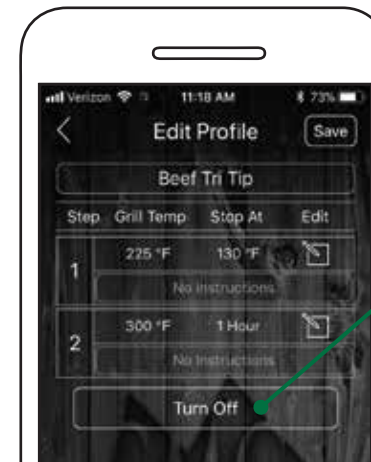 Verizon 11:18 AM 73%
Edit Profile Save
Beef Tri Tip
Step Grill Temp Stop At Edit
1 225 °F 130 °F
No Instructions
2 300 °F 1 Hour
No Instructions
Turn Off